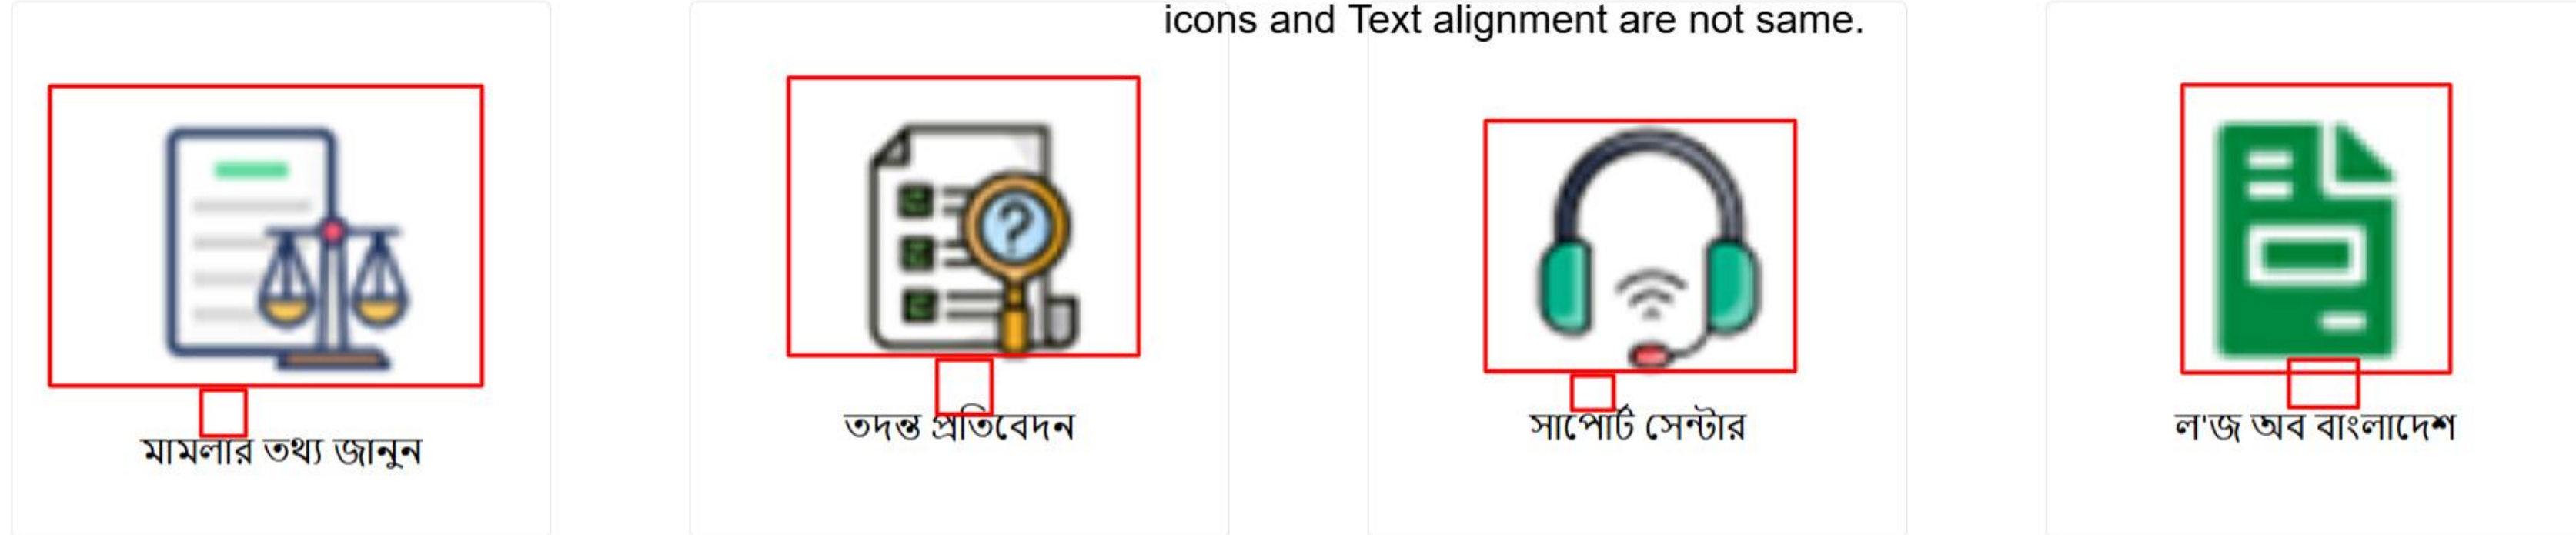 icons and Text alignment are not same.
মামলার তথ্য জানুন
তদন্ত প্রতিবেদন
সাপোর্ট সেন্টার
ল'জ অব বাংলাদেশ